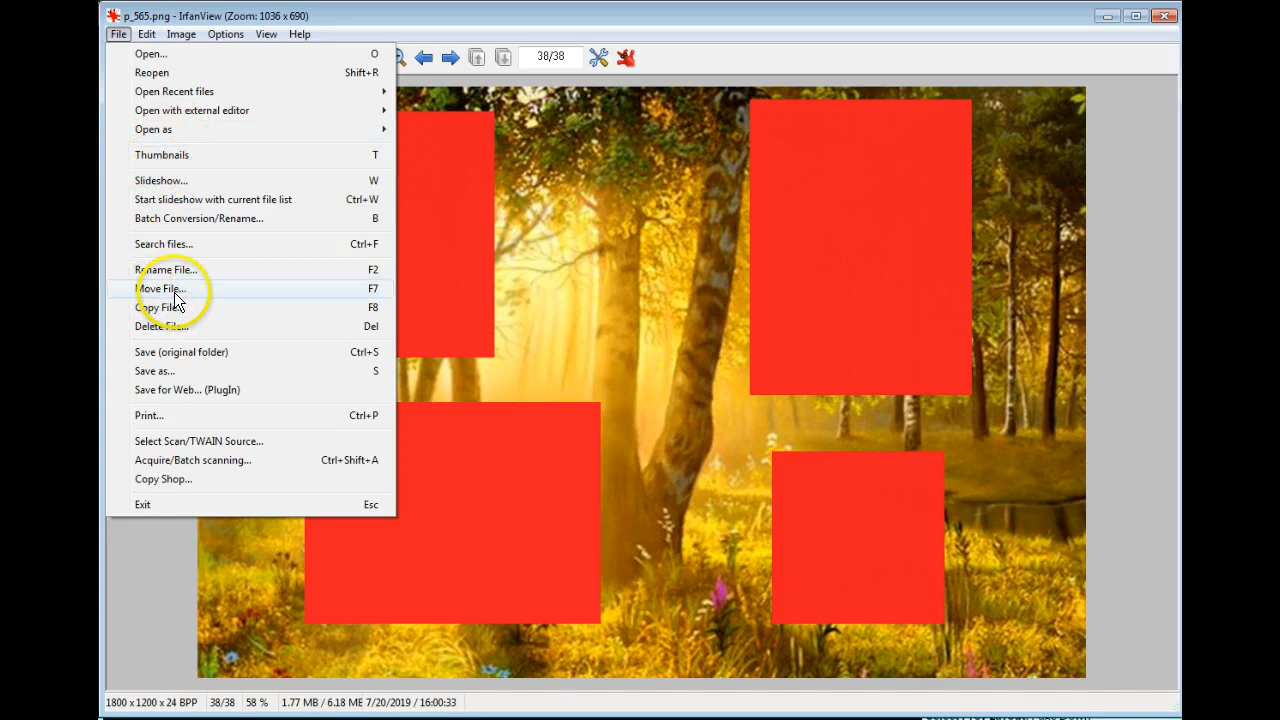 p_565.png - IrfanView (Zoom: 1036 x 690)
File Edit Image Options View Help
38/38
Open... O
Reopen Shift+R
Open Recent files
Open with external editor
Open as
Thumbnails T
Slideshow... W
Start slideshow with current file list Ctrl+W
Batch Conversion/Rename... B
Search files... Ctrl+F
Rename File... F2
Move File... F7
Copy File... F8
Delete File... Del
Save (original folder) Ctrl+S
Save as... S
Save for Web... (PlugIn)
Print... Ctrl+P
Select Scan/TWAIN Source...
Acquire/Batch scanning... Ctrl+Shift+A
Copy Shop...
Exit Esc
1800 x 1200 x 24 BPP 38/38 58 % 1.77 MB / 6.18 ME 7/20/2019 / 16:00:33